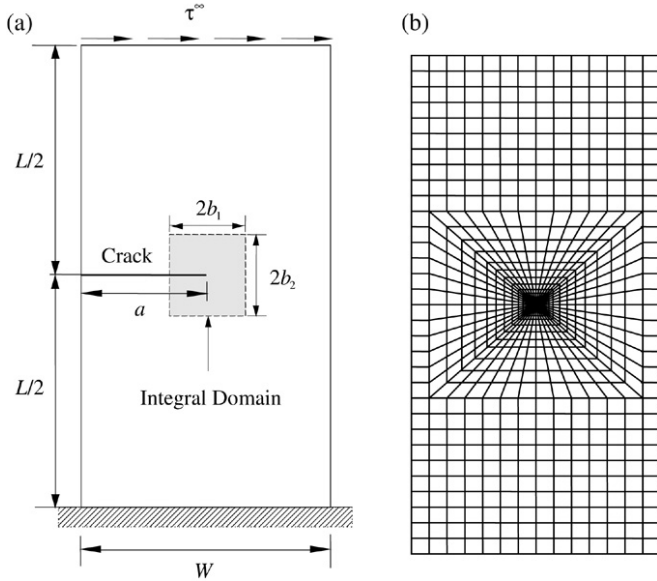 (a)
τ∞
(b)
L/2
2b₁
Crack
2b₂
a
L/2
Integral Domain
W